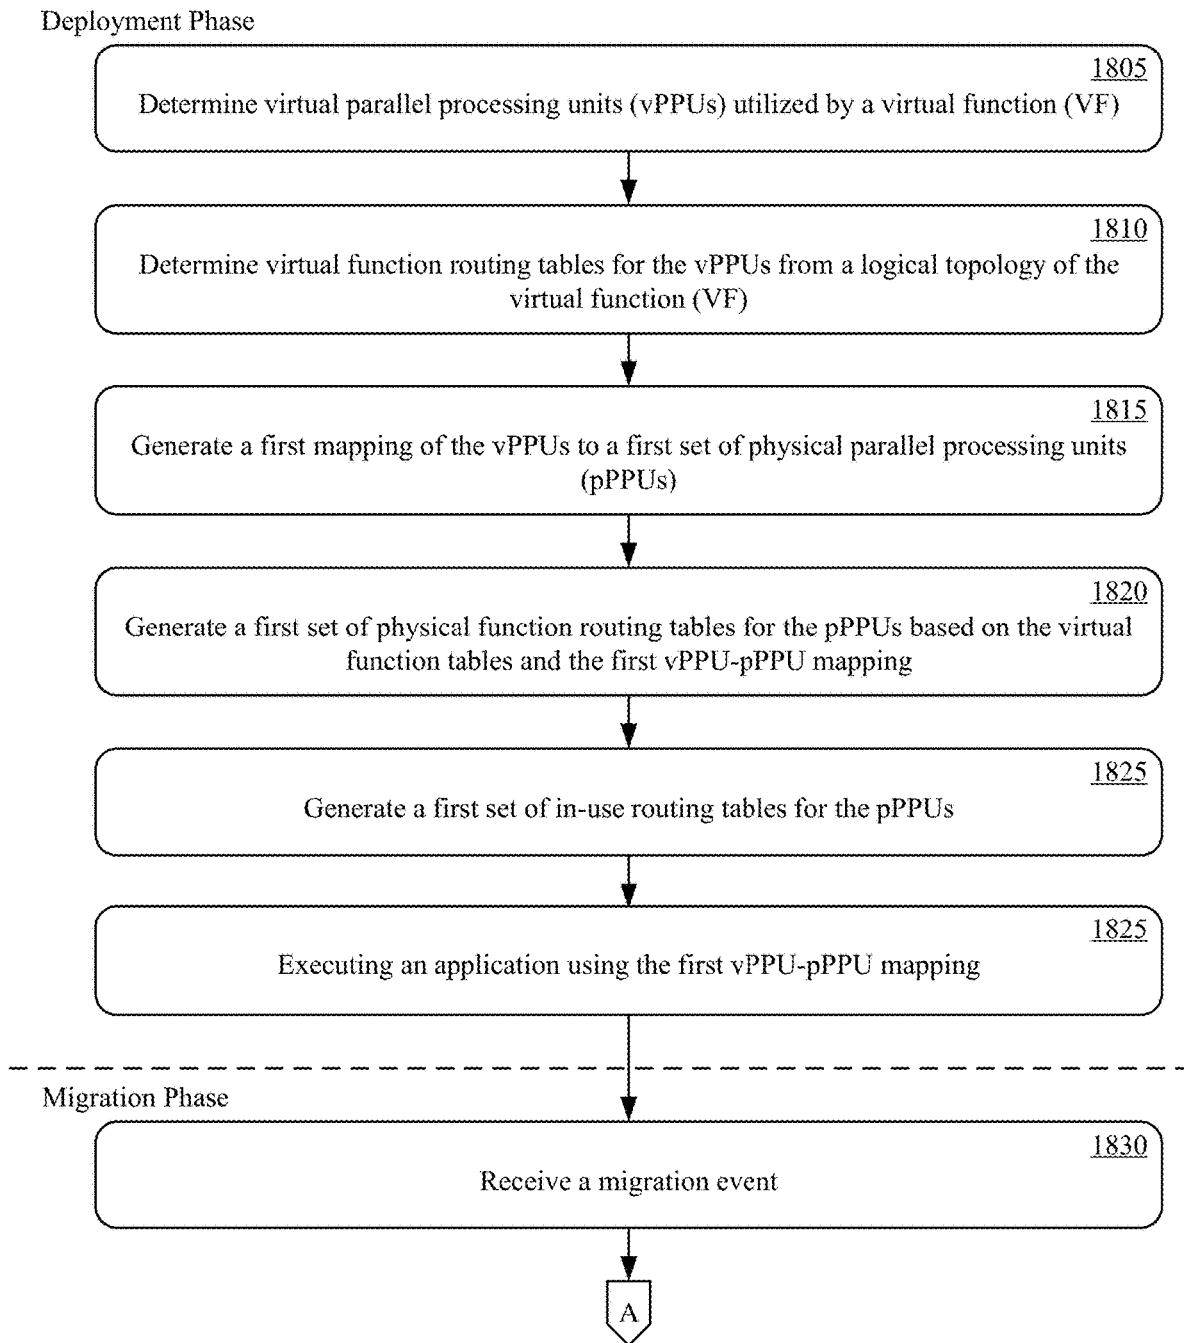 Deployment Phase
1805
Determine virtual parallel processing units (vPPUs) utilized by a virtual function (VF)
1810
Determine virtual function routing tables for the vPPUs from a logical topology of the
virtual function (VF)
1815
Generate a first mapping of the vPPUs to a first set of physical parallel processing units
(pPPUs)
1820
Generate a first set of physical function routing tables for the pPPUs based on the virtual
function tables and the first vPPU-pPPU mapping
1825
Generate a first set of in-use routing tables for the pPPUs
1825
Executing an application using the first vPPU-pPPU mapping
Migration Phase
1830
Receive a migration event
A